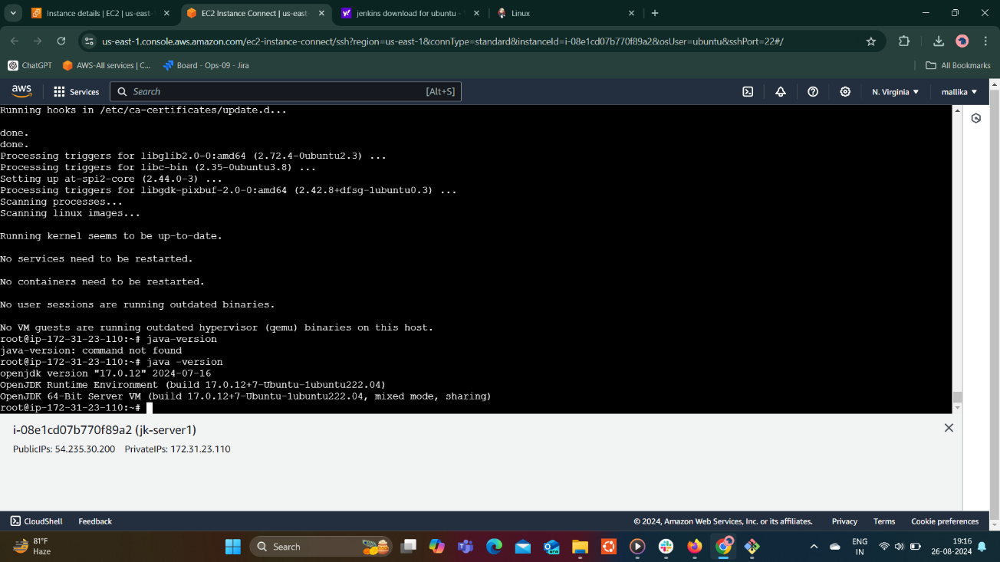 Instance details | EC2 | us-east-1
EC2 Instance Connect | us-east
jenkins download for ubuntu -
Linux
us-east-1.console.aws.amazon.com/ec2-instance-connect/ssh?region=us-east-1&connType=standard&instanceId=i-08e1cd07b770f89a2&osUser=ubuntu&sshPort=22#/
ChatGPT
AWS-All services | C...
Board - Ops-09 - Jira
All Bookmarks
aws
Services
Search
[Alt+S]
N. Virginia
mallika
Running hooks in /etc/ca-certificates/update.d...
done.
done.
Processing triggers for libglib2.0-0:amd64 (2.72.4-0ubuntu2.3) ...
Processing triggers for libc-bin (2.35-0ubuntu3.8) ...
Setting up at-spi2-core (2.44.0-3) ...
Processing triggers for libgdk-pixbuf-2.0-0:amd64 (2.42.8+dfsg-1ubuntu0.3) ...
Scanning processes...
Scanning linux images...
Running kernel seems to be up-to-date.
No services need to be restarted.
No containers need to be restarted.
No user sessions are running outdated binaries.
No VM guests are running outdated hypervisor (qemu) binaries on this host.
root@ip-172-31-23-110:~# java-version
java-version: command not found
root@ip-172-31-23-110:~# java -version
openjdk version "17.0.12" 2024-07-16
OpenJDK Runtime Environment (build 17.0.12+7-Ubuntu-1ubuntu222.04)
OpenJDK 64-Bit Server VM (build 17.0.12+7-Ubuntu-1ubuntu222.04, mixed mode, sharing)
root@ip-172-31-23-110:~#
i-08e1cd07b770f89a2 (jk-server1)
PublicIPs: 54.235.30.200 PrivateIPs: 172.31.23.110
CloudShell
Feedback
© 2024, Amazon Web Services, Inc. or its affiliates.
Privacy
Terms
Cookie preferences
81°F
Haze
Search
ENG
IN
19:16
26-08-2024